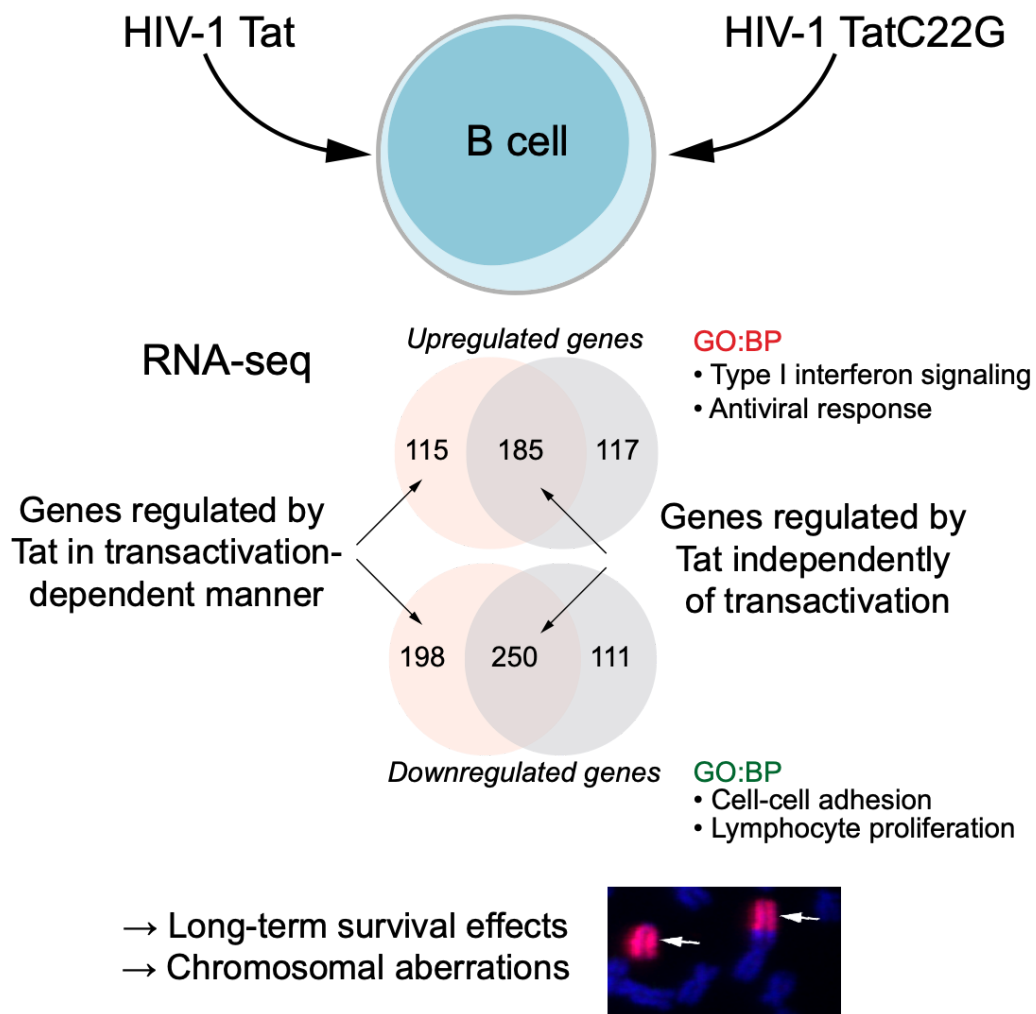 HIV-1 Tat
HIV-1 TatC22G
B cell
RNA-seq
Upregulated genes
GO:BP
• Type I interferon signaling
• Antiviral response
115
185
117
Genes regulated by
Tat in transactivation-
dependent manner
Genes regulated by
Tat independently
of transactivation
198
250
111
Downregulated genes
GO:BP
• Cell-cell adhesion
• Lymphocyte proliferation
→ Long-term survival effects
→ Chromosomal aberrations